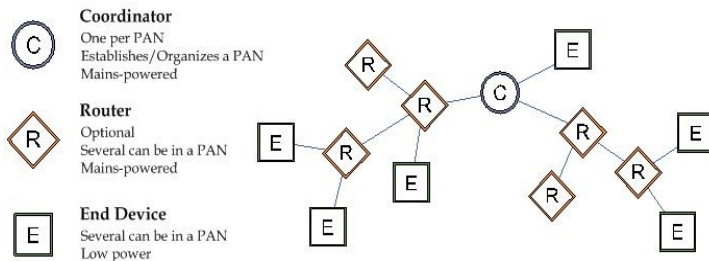 C
Coordinator
One per PAN
Establishes/Organizes a PAN
Mains-powered
R
Router
Optional
Several can be in a PAN
Mains-powered
E
End Device
Several can be in a PAN
Low power
E
R
C
R
E
R
E
R
R
E
R
E
E